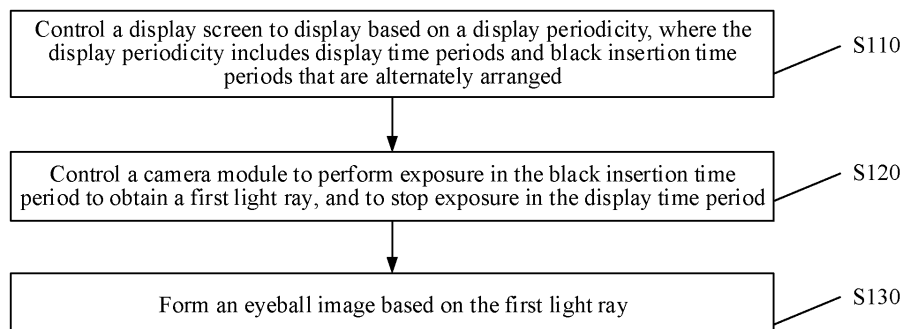 Control a display screen to display based on a display periodicity, where the
display periodicity includes display time periods and black insertion time
periods that are alternately arranged
S110
Control a camera module to perform exposure in the black insertion time
period to obtain a first light ray, and to stop exposure in the display time period
S120
Form an eyeball image based on the first light ray
S130